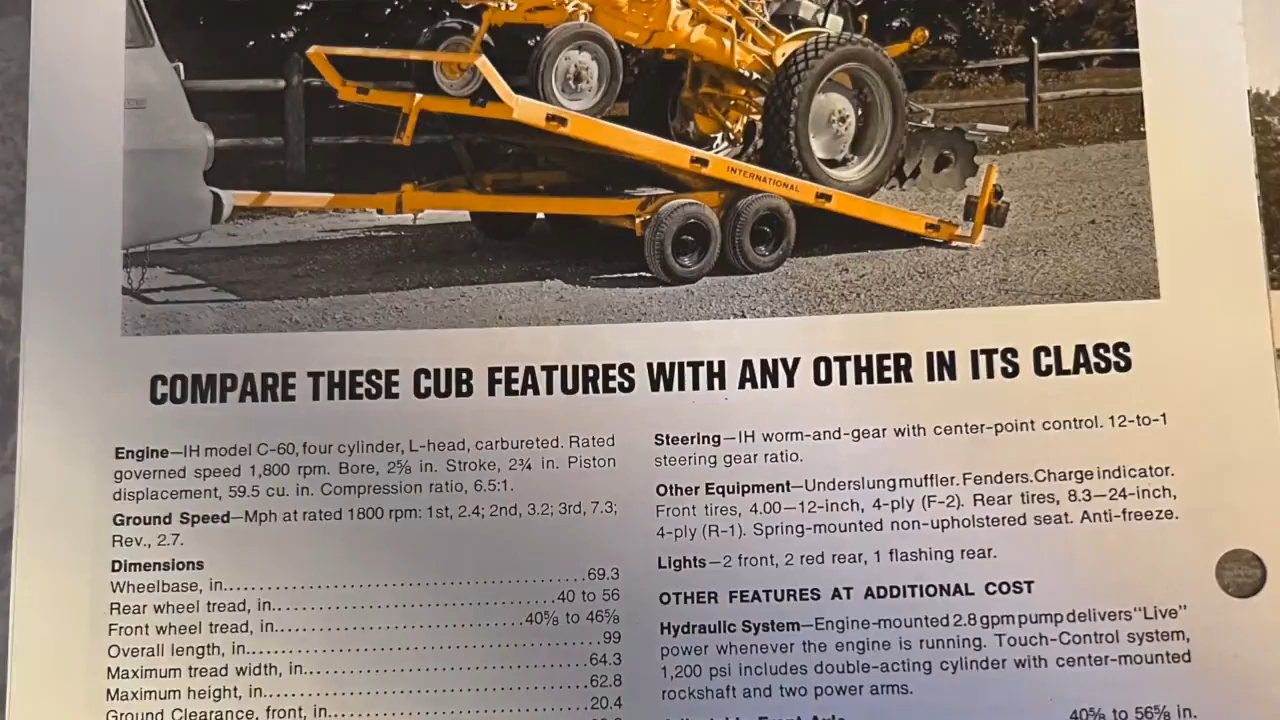 INTERNATIONAL
COMPARE THESE CUB FEATURES WITH ANY OTHER IN ITS CLASS
Engine—IH model C-60, four cylinder, L-head, carbureted. Rated
governed speed 1,800 rpm. Bore, 2⅝ in. Stroke, 2¾ in. Piston
displacement, 59.5 cu. in. Compression ratio, 6.5:1.
Ground Speed—Mph at rated 1800 rpm: 1st, 2.4; 2nd, 3.2; 3rd, 7.3;
Rev., 2.7.
Dimensions
Wheelbase, in. 69.3
Rear wheel tread, in. 40 to 56
Front wheel tread, in. 40⅝ to 46⅝
Overall length, in. 99
Maximum tread width, in. 64.3
Maximum height, in. 62.8
Ground Clearance, front, in. 20.4
Steering—IH worm-and-gear with center-point control. 12-to-1
steering gear ratio.
Other Equipment—Underslung muffler. Fenders. Charge indicator.
Front tires, 4.00—12-inch, 4-ply (F-2). Rear tires, 8.3—24-inch,
4-ply (R-1). Spring-mounted non-upholstered seat. Anti-freeze.
Lights—2 front, 2 red rear, 1 flashing rear.
OTHER FEATURES AT ADDITIONAL COST
Hydraulic System—Engine-mounted 2.8 gpm pump delivers "Live"
power whenever the engine is running. Touch-Control system,
1,200 psi includes double-acting cylinder with center-mounted
rockshaft and two power arms.
40⅝ to 56⅝ in.